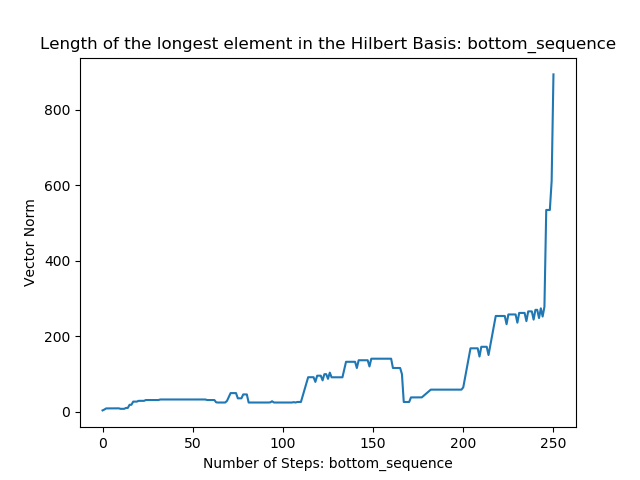 Length of the longest element in the Hilbert Basis: bottom_sequence
800
600
400
200
0
Vector Norm
0 50 100 150 200 250
Number of Steps: bottom_sequence